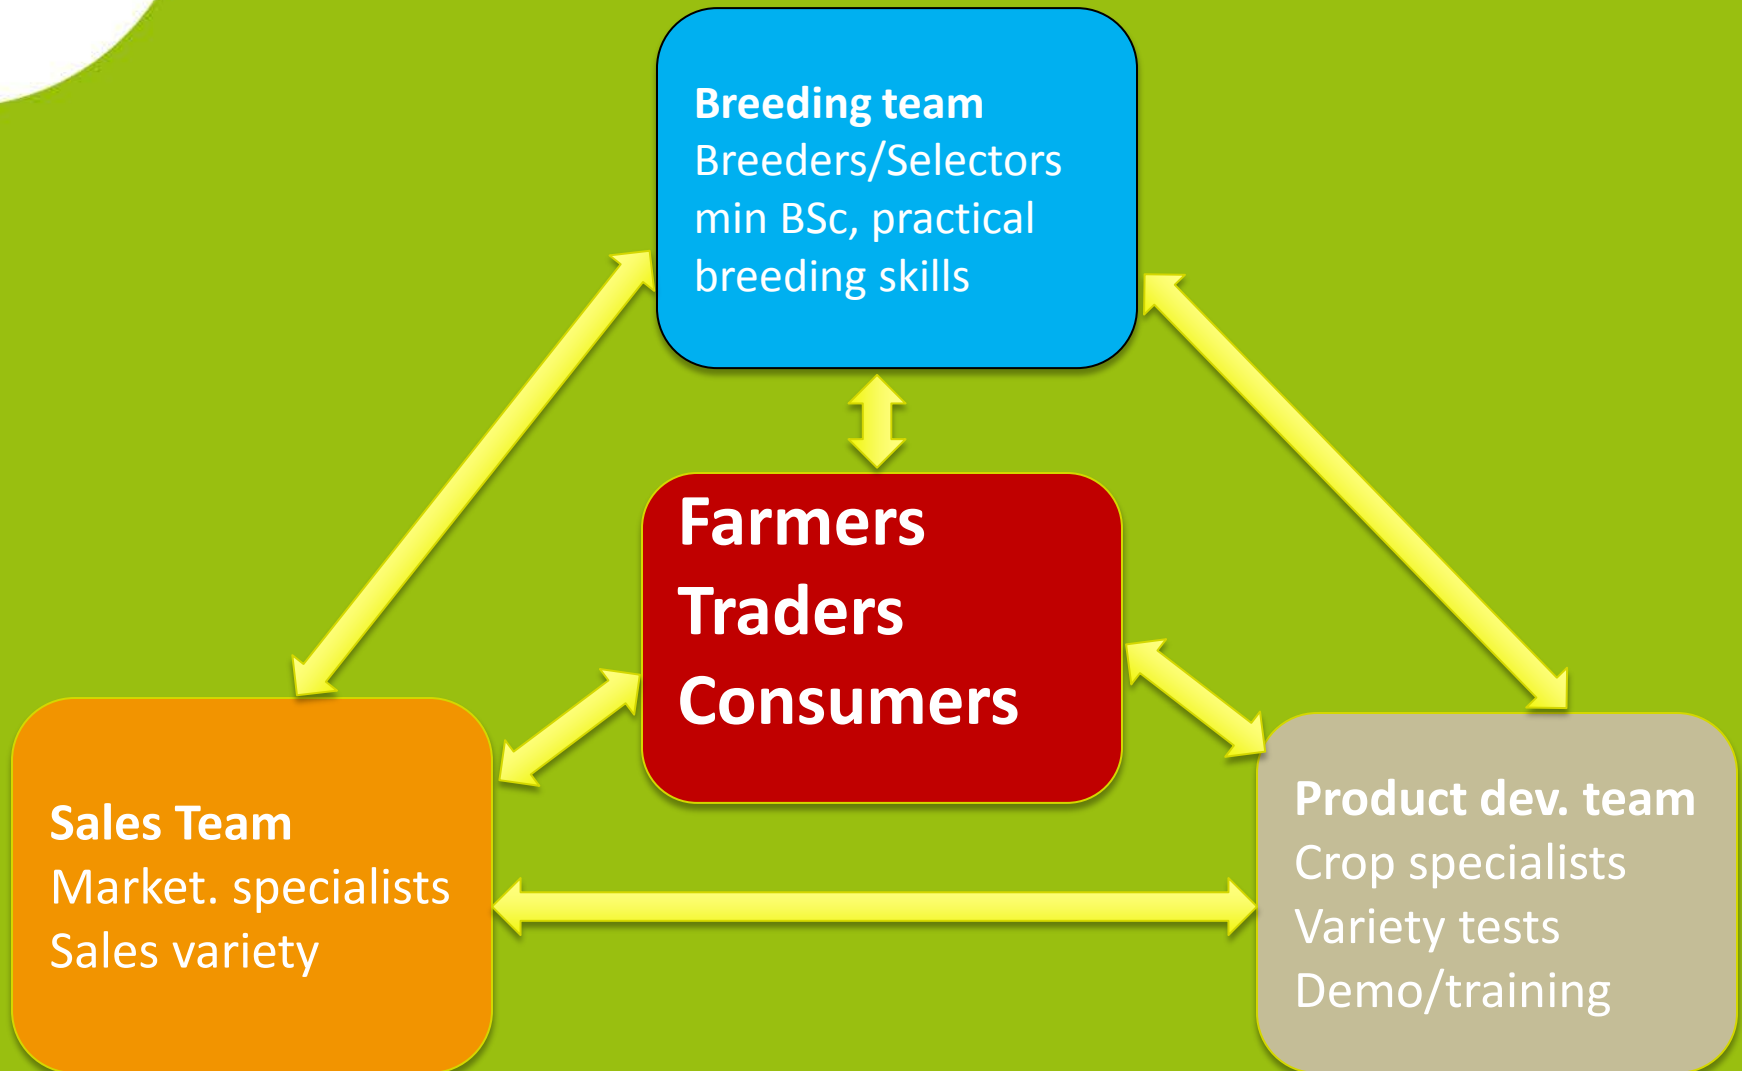 Breeding team
Breeders/Selectors
min BSc, practical
breeding skills
Farmers
Traders
Consumers
Sales Team
Market. specialists
Sales variety
Product dev. team
Crop specialists
Variety tests
Demo/training